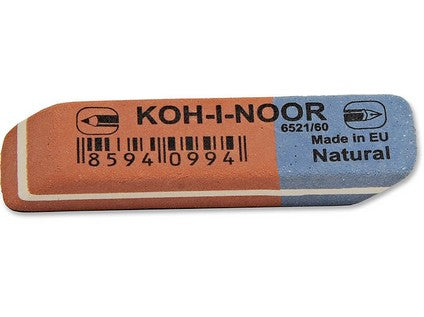 KOH-I-NOOR
6521/60
Made in EU
8594 0994
Natural